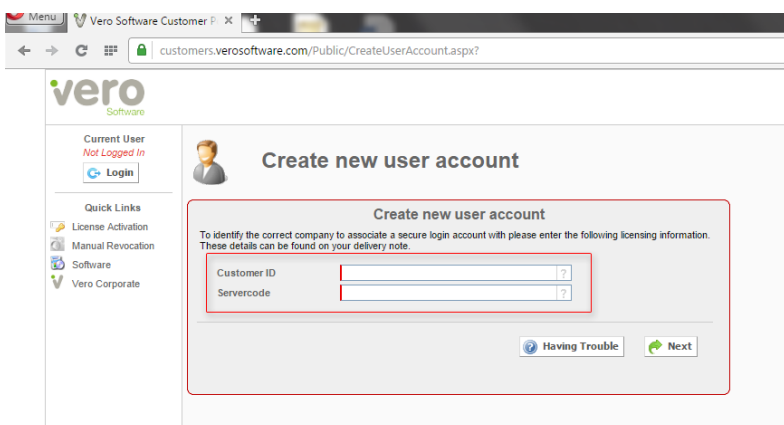 Menu
Vero Software Customer P
customers.verosoftware.com/Public/CreateUserAccount.aspx?
vero
Software
Current User
Not Logged In
Login
Quick Links
License Activation
Manual Revocation
Software
Vero Corporate
Create new user account
Create new user account
To identify the correct company to associate a secure login account with please enter the following licensing information.
These details can be found on your delivery note.
Customer ID
?
Servercode
?
Having Trouble
Next